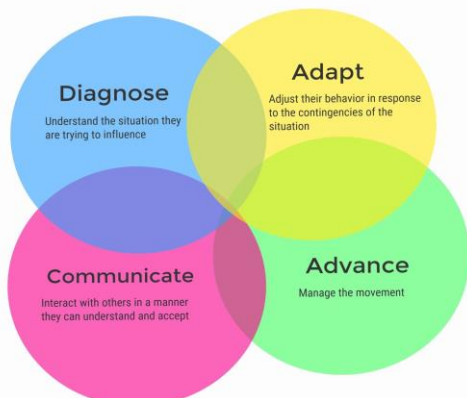 Diagnose
Understand the situation they
are trying to influence
Adapt
Adjust their behavior in response
to the contingencies of the
situation
Communicate
Interact with others in a manner
they can understand and accept
Advance
Manage the movement